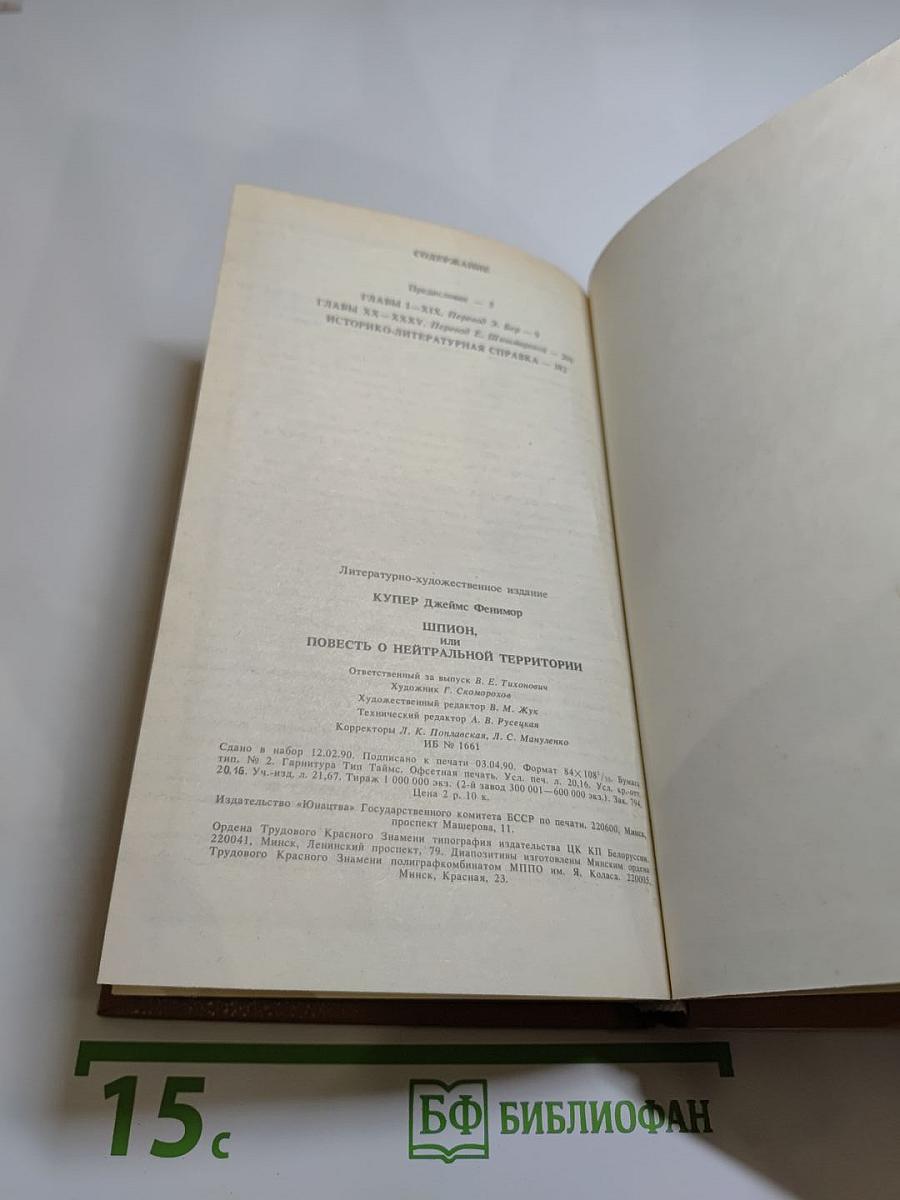 СОДЕРЖАНИЕ
Предисловие — 5
ГЛАВЫ I—XIX. Перевод Э. Бер — 9
ГЛАВЫ XX—XXXV. Перевод Е. Шишмаревой —
ИСТОРИКО-ЛИТЕРАТУРНАЯ СПРАВКА —
Литературно-художественное издание
КУПЕР Джеймс Фенимор
ШПИОН,
или
ПОВЕСТЬ О НЕЙТРАЛЬНОЙ ТЕРРИТОРИИ
Ответственный за выпуск В. Е. Тихонович
Художник Г. Скоморохов
Художественный редактор В. М. Жук
Технический редактор А. В. Русецкая
Корректоры Л. К. Поплавская, Л. С. Мануленко
ИБ № 1661
Сдано в набор 12.02.90. Подписано к печати 03.04.90. Формат 84×108¹/₃₂. Бумага
тип. № 2. Гарнитура Тип Таймс. Офсетная печать. Усл. печ. л. 20,16. Усл. кр.-отт.
20,16. Уч.-изд. л. 21,67. Тираж 1 000 000 экз. (2-й завод 300 001—600 000 экз.). Зак. 794.
Цена 2 р. 10 к.
Издательство «Юнацтва» Государственного комитета БССР по печати. 220600, Минск,
проспект Машерова, 11.
Ордена Трудового Красного Знамени типография издательства ЦК КП Белоруссии.
220041, Минск, Ленинский проспект, 79. Диапозитивы изготовлены Минским ордена
Трудового Красного Знамени полиграфкомбинатом МППО им. Я. Коласа. 220005,
Минск, Красная, 23.
15 с
БФ БИБЛИОФАН